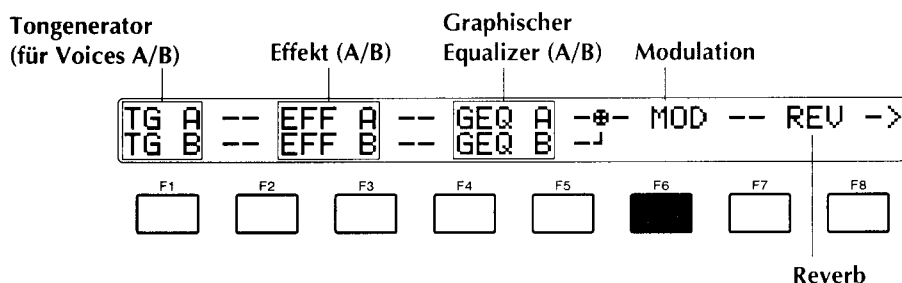 Tongenerator
(für Voices A/B)
Effekt (A/B)
Graphischer
Equalizer (A/B)
Modulation
TG A -- EFF A -- GEQ A -⊕- MOD -- REV ->
TG B -- EFF B -- GEQ B -┘
F1 F2 F3 F4 F5 F6 F7 F8
Reverb